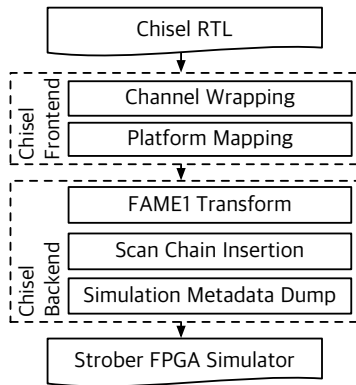 Chisel RTL
Chisel
Frontend
Channel Wrapping
Platform Mapping
Chisel
Backend
FAME1 Transform
Scan Chain Insertion
Simulation Metadata Dump
Strober FPGA Simulator